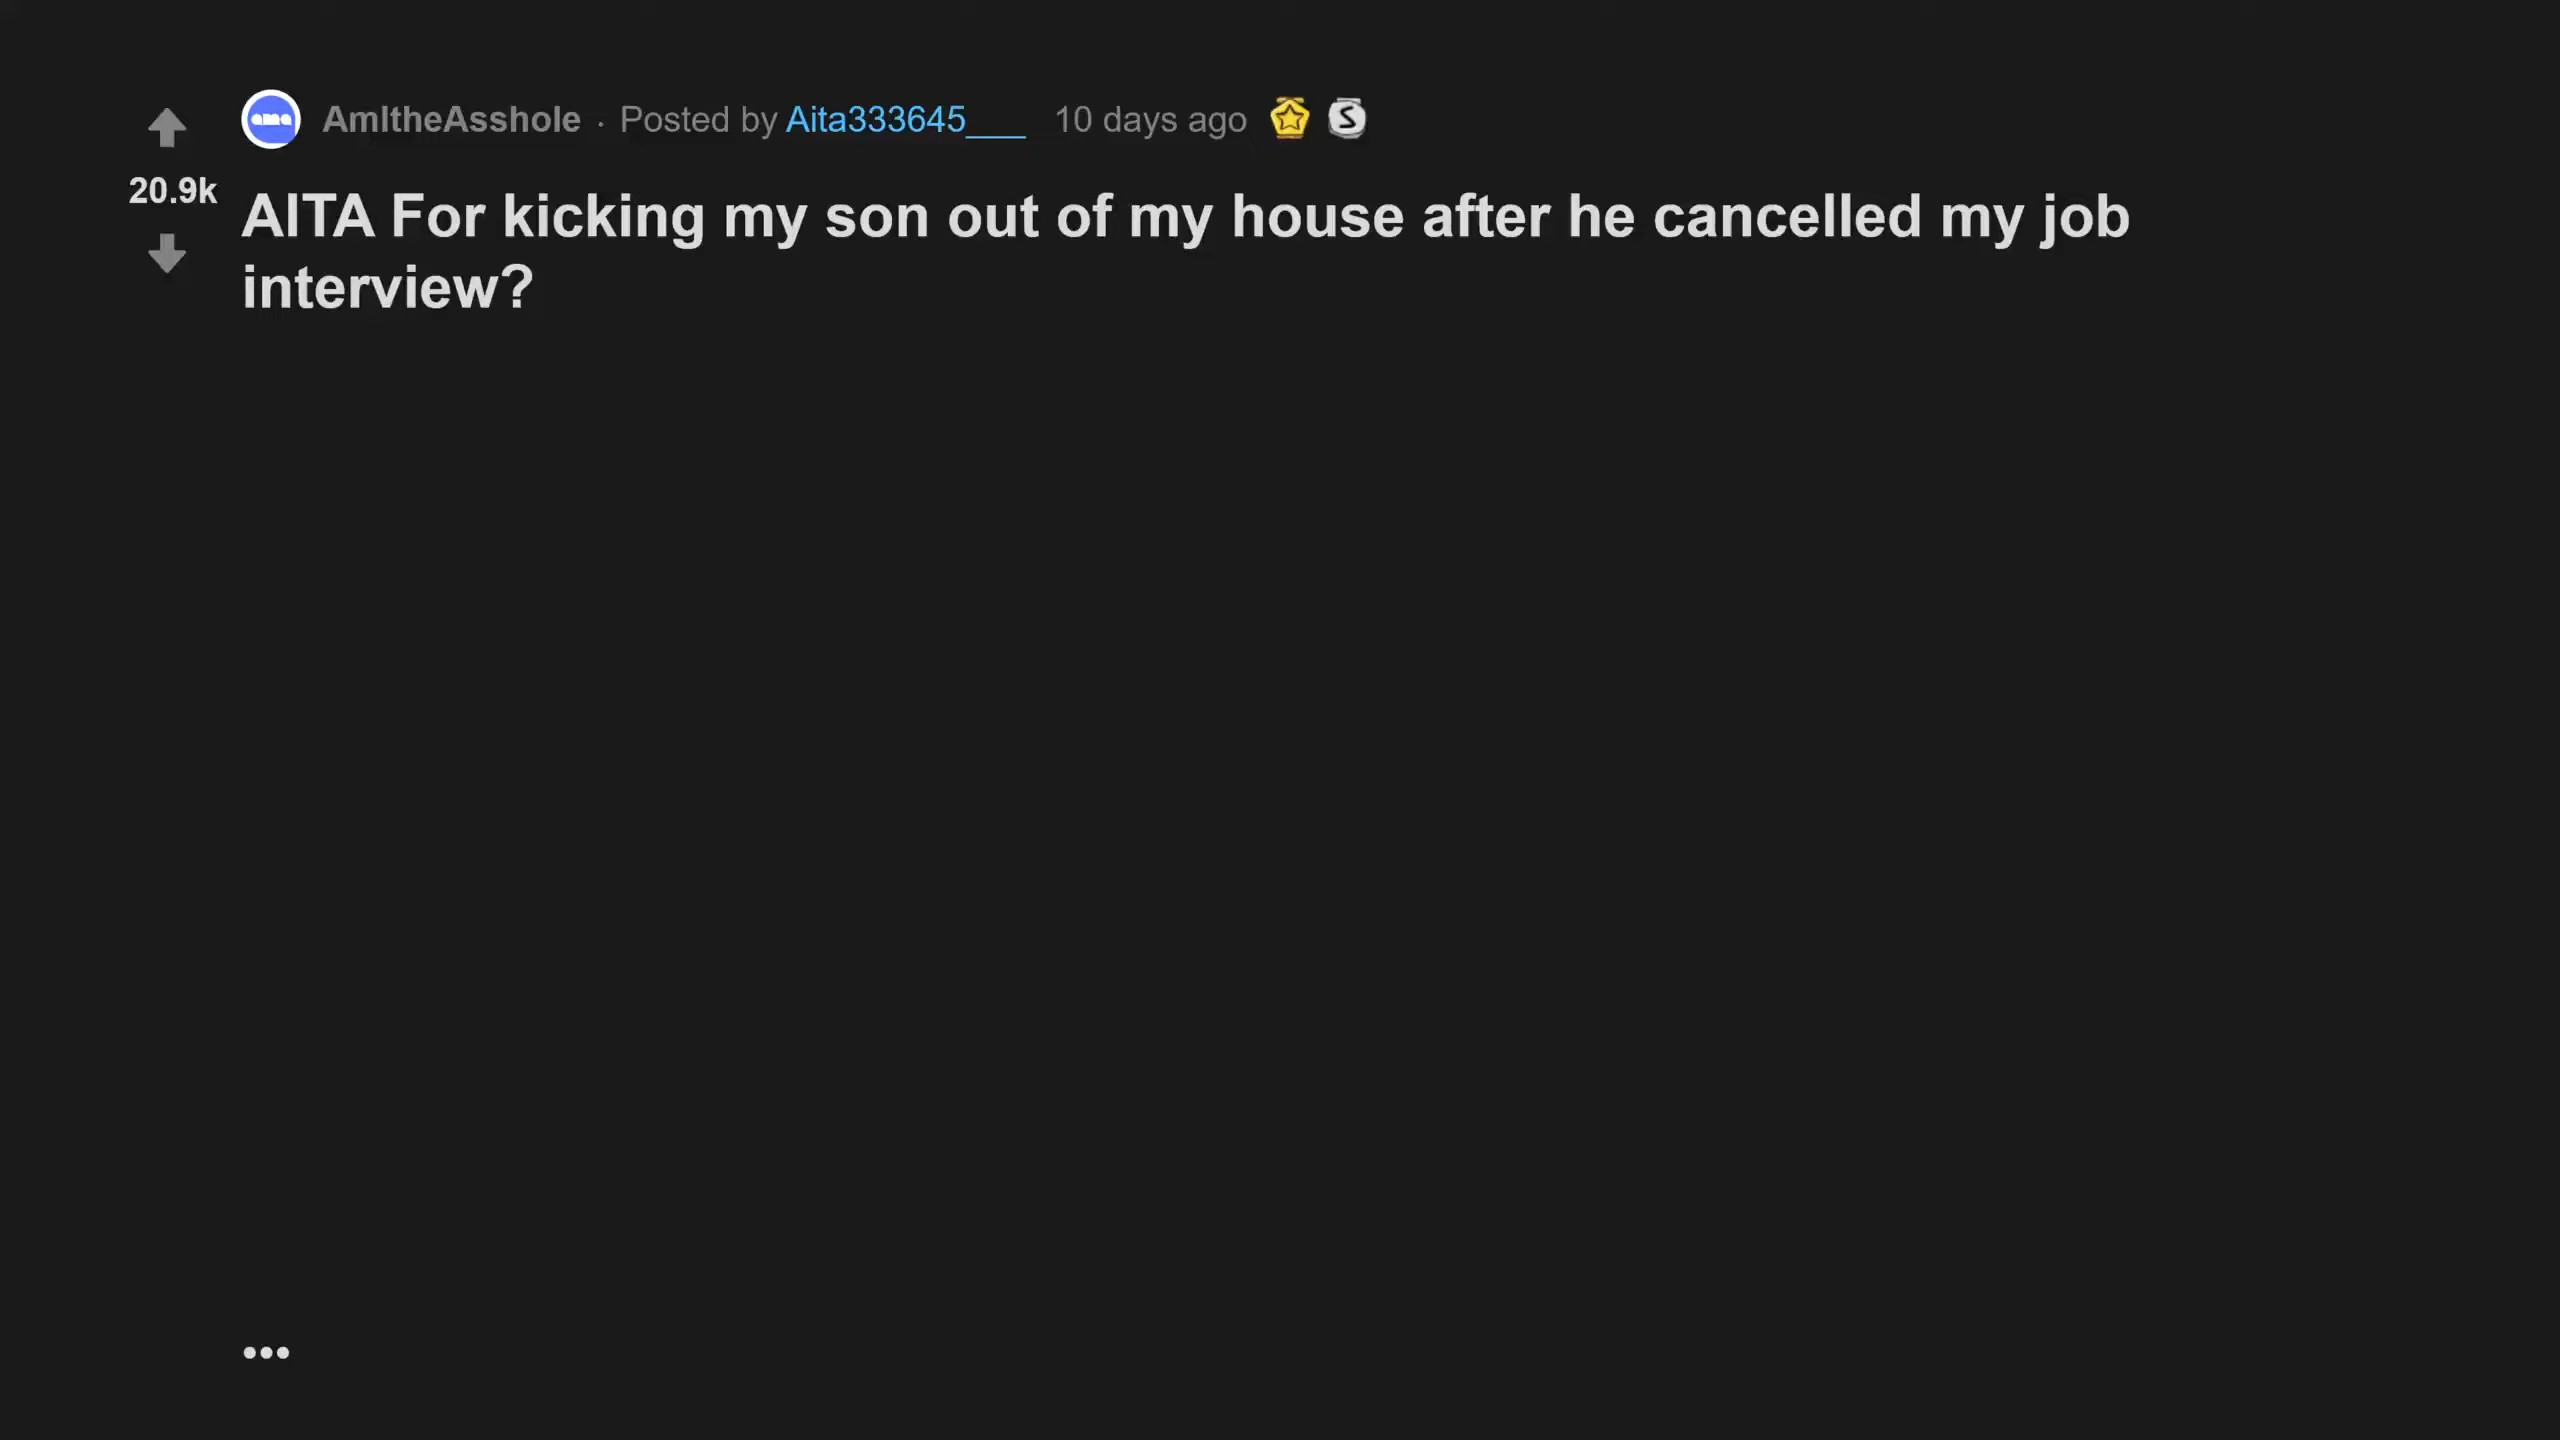 ama AmItheAsshole · Posted by Aita333645___ 10 days ago S
20.9k
AITA For kicking my son out of my house after he cancelled my job
interview?
•••